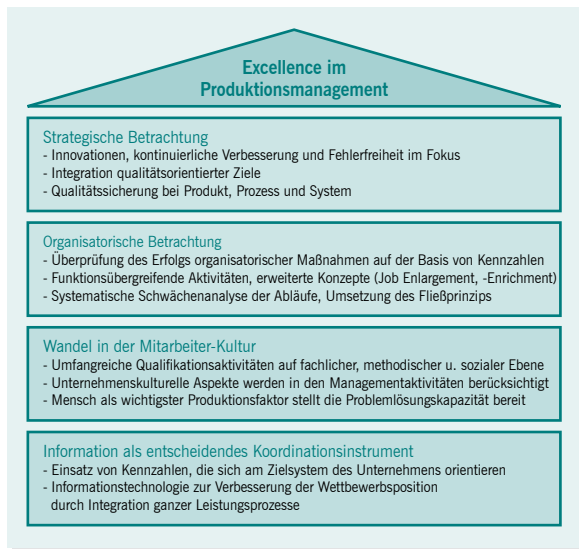 Excellence im
Produktionsmanagement
Strategische Betrachtung
- Innovationen, kontinuierliche Verbesserung und Fehlerfreiheit im Fokus
- Integration qualitätsorientierter Ziele
- Qualitätssicherung bei Produkt, Prozess und System
Organisatorische Betrachtung
- Überprüfung des Erfolgs organisatorischer Maßnahmen auf der Basis von Kennzahlen
- Funktionsübergreifende Aktivitäten, erweiterte Konzepte (Job Enlargement, -Enrichment)
- Systematische Schwächenanalyse der Abläufe, Umsetzung des Fließprinzips
Wandel in der Mitarbeiter-Kultur
- Umfangreiche Qualifikationsaktivitäten auf fachlicher, methodischer u. sozialer Ebene
- Unternehmenskulturelle Aspekte werden in den Managementaktivitäten berücksichtigt
- Mensch als wichtigster Produktionsfaktor stellt die Problemlösungskapazität bereit
Information als entscheidendes Koordinationsinstrument
- Einsatz von Kennzahlen, die sich am Zielsystem des Unternehmens orientieren
- Informationstechnologie zur Verbesserung der Wettbewerbsposition
durch Integration ganzer Leistungsprozesse